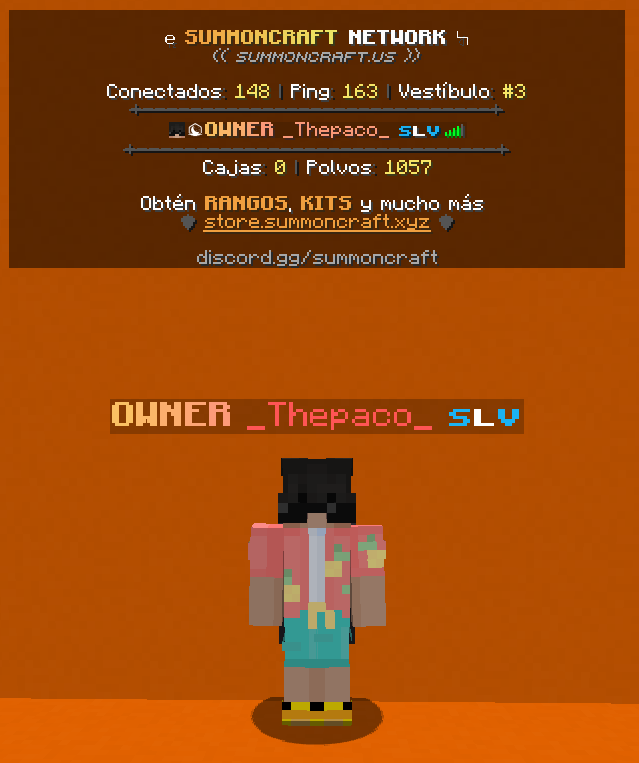 SUMMONCRAFT NETWORK
(( SUMMONCRAFT.US ))
Conectados: 148 | Ping: 163 | Vestíbulo: #3
OWNER _Thepaco_ SLV
Cajas: 0 | Polvos: 1057
Obtén RANGOS, KITS y mucho más
store.summoncraft.xyz
discord.gg/summoncraft
OWNER _Thepaco_ SLV